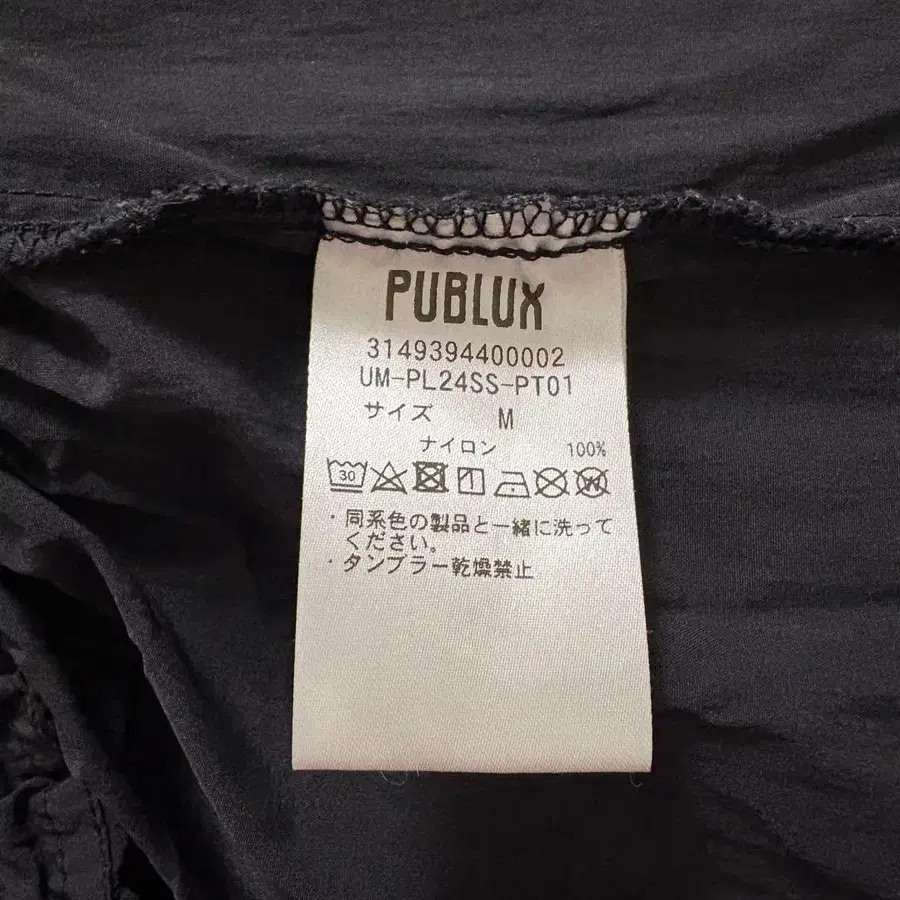 PUBLUX
3149394400002
UM-PL24SS-PT01
サイズ M
ナイロン 100%
30
・同系色の製品と一緒に洗って
ください。
・タンブラー乾燥禁止